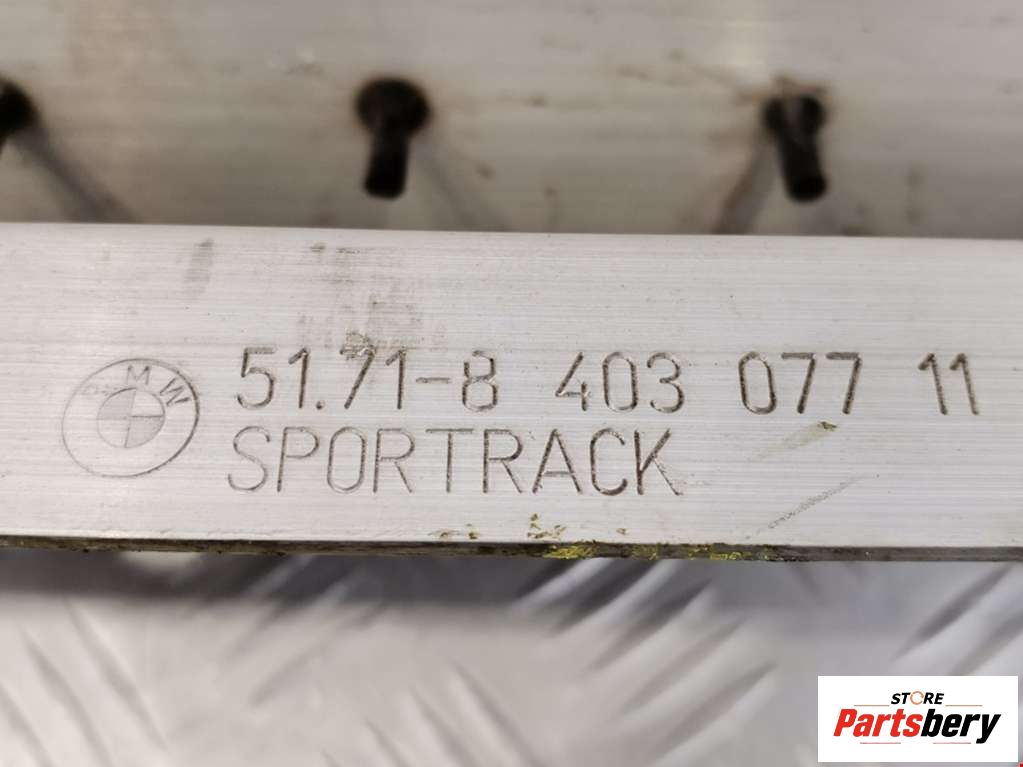 BMW
51.71-8 403 077 11
SPORTRACK
STORE
Partsbery